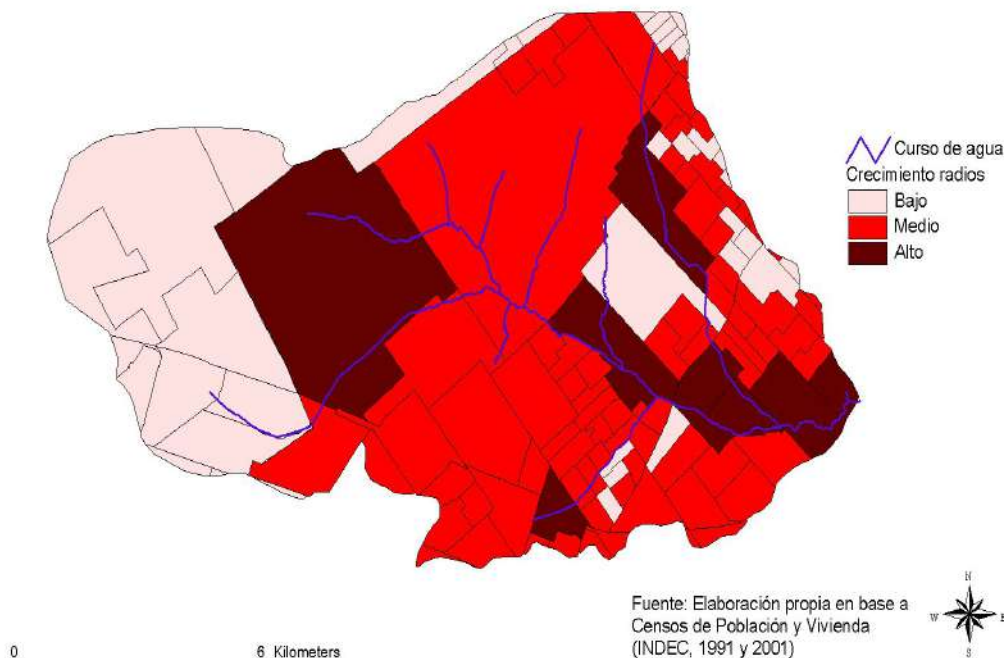 Curso de agua
Crecimiento radios
Bajo
Medio
Alto
Fuente: Elaboración propia en base a
Censos de Población y Vivienda
(INDEC, 1991 y 2001)
N
W
E
S
0 6 Kilometers